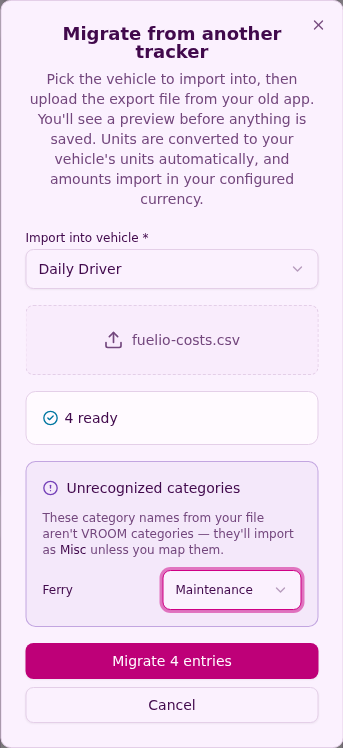 Migrate from another
tracker
Pick the vehicle to import into, then
upload the export file from your old app.
You'll see a preview before anything is
saved. Units are converted to your
vehicle's units automatically, and
amounts import in your configured
currency.
Import into vehicle *
Daily Driver
fuelio-costs.csv
4 ready
Unrecognized categories
These category names from your file
aren't VROOM categories — they'll import
as Misc unless you map them.
Ferry
Maintenance
Migrate 4 entries
Cancel